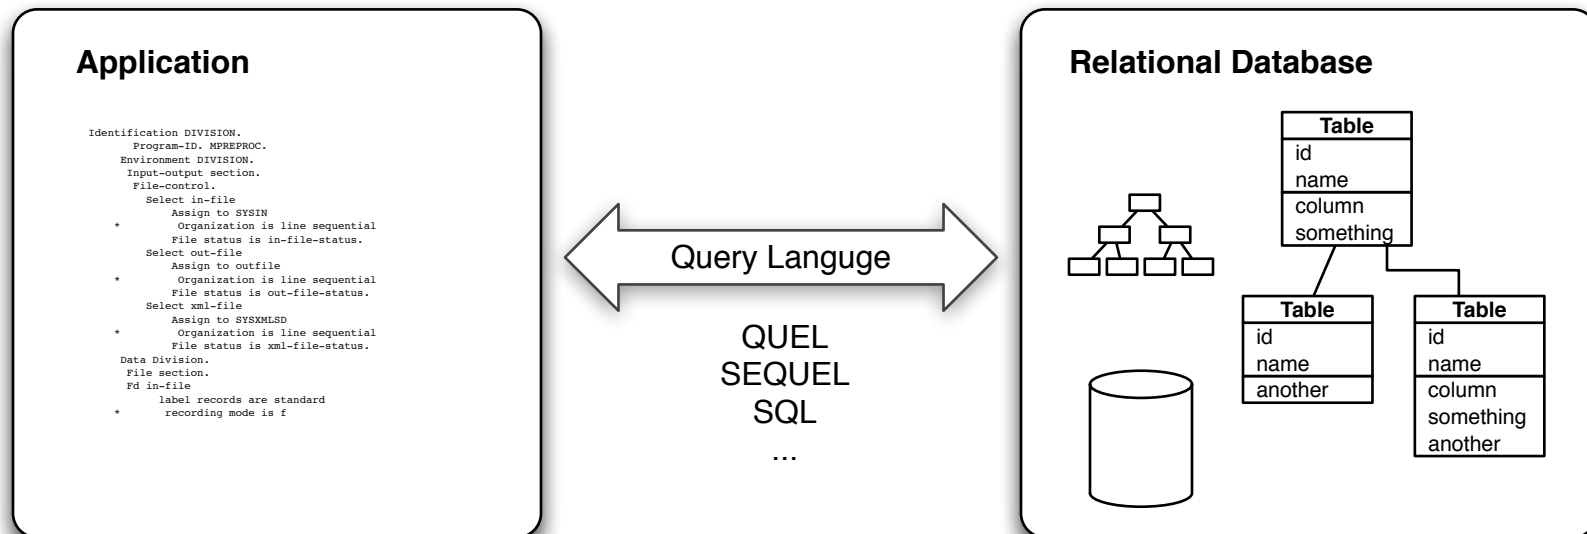 Application
Identification DIVISION.
Program-ID. MPREPROC.
Environment DIVISION.
Input-output section.
File-control.
Select in-file
Assign to SYSIN
* Organization is line sequential
File status is in-file-status.
Select out-file
Assign to outfile
* Organization is line sequential
File status is out-file-status.
Select xml-file
Assign to SYSXMLSD
* Organization is line sequential
File status is xml-file-status.
Data Division.
File section.
Fd in-file
label records are standard
* recording mode is f
Query Languge
QUEL
SEQUEL
SQL
...
Relational Database
Table
id
name
column
something
Table
id
name
another
Table
id
name
column
something
another